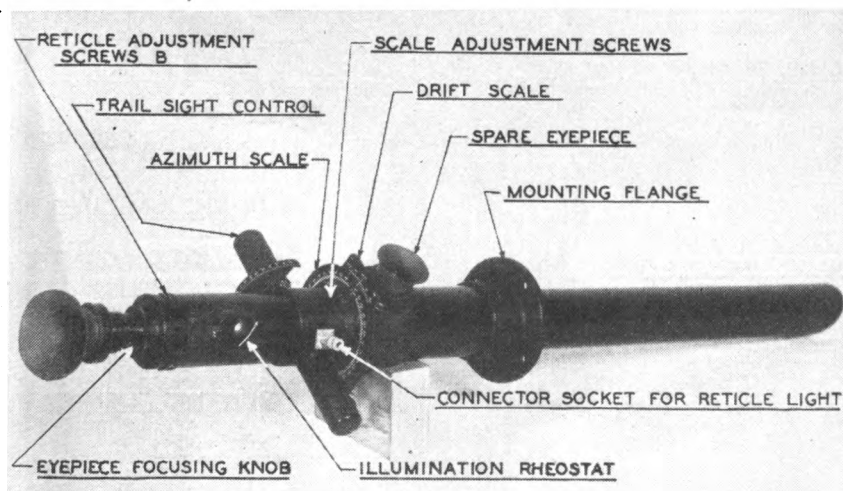 RETICLE ADJUSTMENT
SCREWS B
SCALE ADJUSTMENT SCREWS
TRAIL SIGHT CONTROL
DRIFT SCALE
AZIMUTH SCALE
SPARE EYEPIECE
MOUNTING FLANGE
CONNECTOR SOCKET FOR RETICLE LIGHT
EYEPIECE FOCUSING KNOB
ILLUMINATION RHEOSTAT